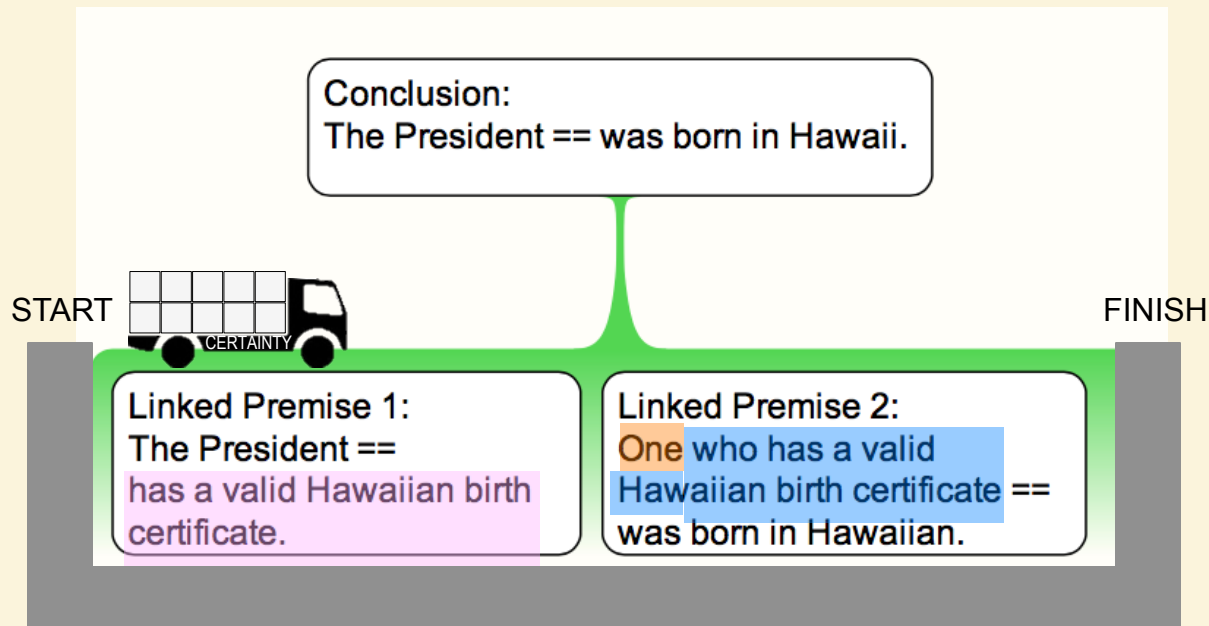 Conclusion:
The President == was born in Hawaii.
START
CERTAINTY
FINISH
Linked Premise 1:
The President ==
has a valid Hawaiian birth
certificate.
Linked Premise 2:
One who has a valid
Hawaiian birth certificate ==
was born in Hawaiian.